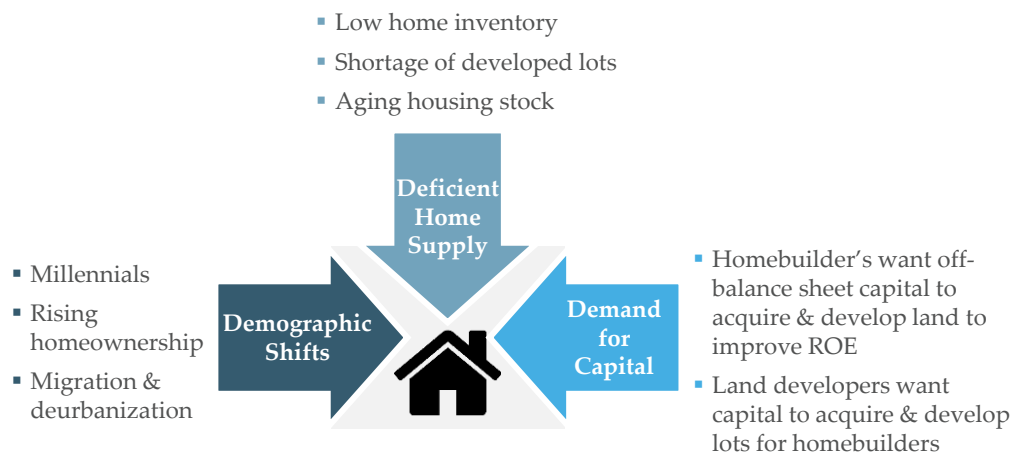 ▪ Low home inventory
▪ Shortage of developed lots
▪ Aging housing stock
Deficient
Home
Supply
▪ Millennials
▪ Rising
homeownership
▪ Migration &
deurbanization
Demographic
Shifts
Demand
for
Capital
▪ Homebuilder’s want off-
balance sheet capital to
acquire & develop land to
improve ROE
▪ Land developers want
capital to acquire & develop
lots for homebuilders